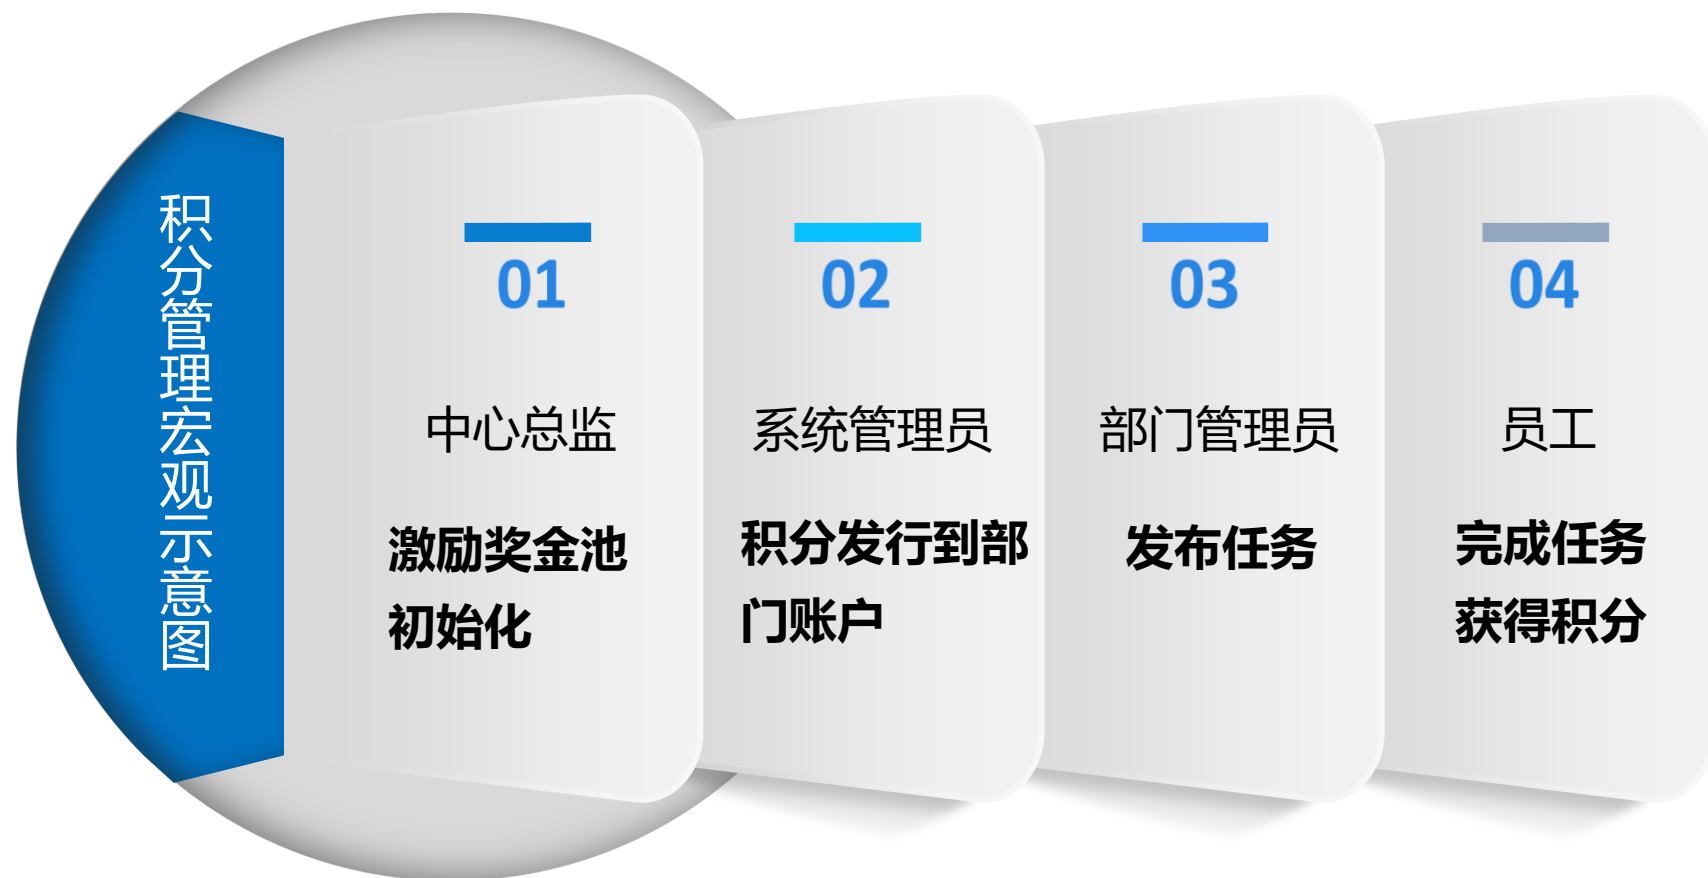 积分管理宏观示意图
01
中心总监
激励奖金池
初始化
02
系统管理员
积分发行到部
门账户
03
部门管理员
发布任务
04
员工
完成任务
获得积分